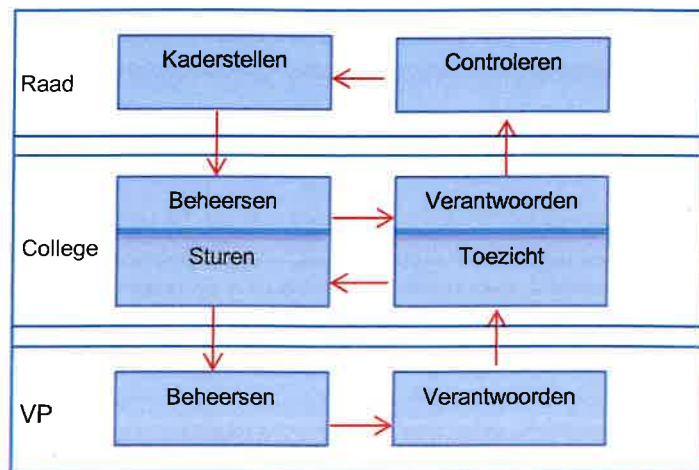 Raad
Kaderstellen
Controleren
College
Beheersen
Verantwoorden
Sturen
Toezicht
VP
Beheersen
Verantwoorden